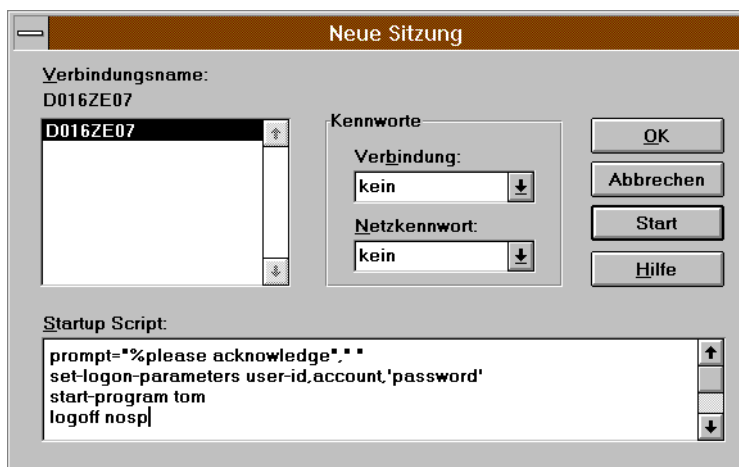 Neue Sitzung
Verbindungsname:
D016ZE07
D016ZE07
Kennworte
Verbindung:
kein
Netzkennwort:
kein
OK
Abbrechen
Start
Hilfe
Startup Script:
prompt="%please acknowledge"," "
set-logon-parameters user-id,account,'password'
start-program tom
logoff nosp